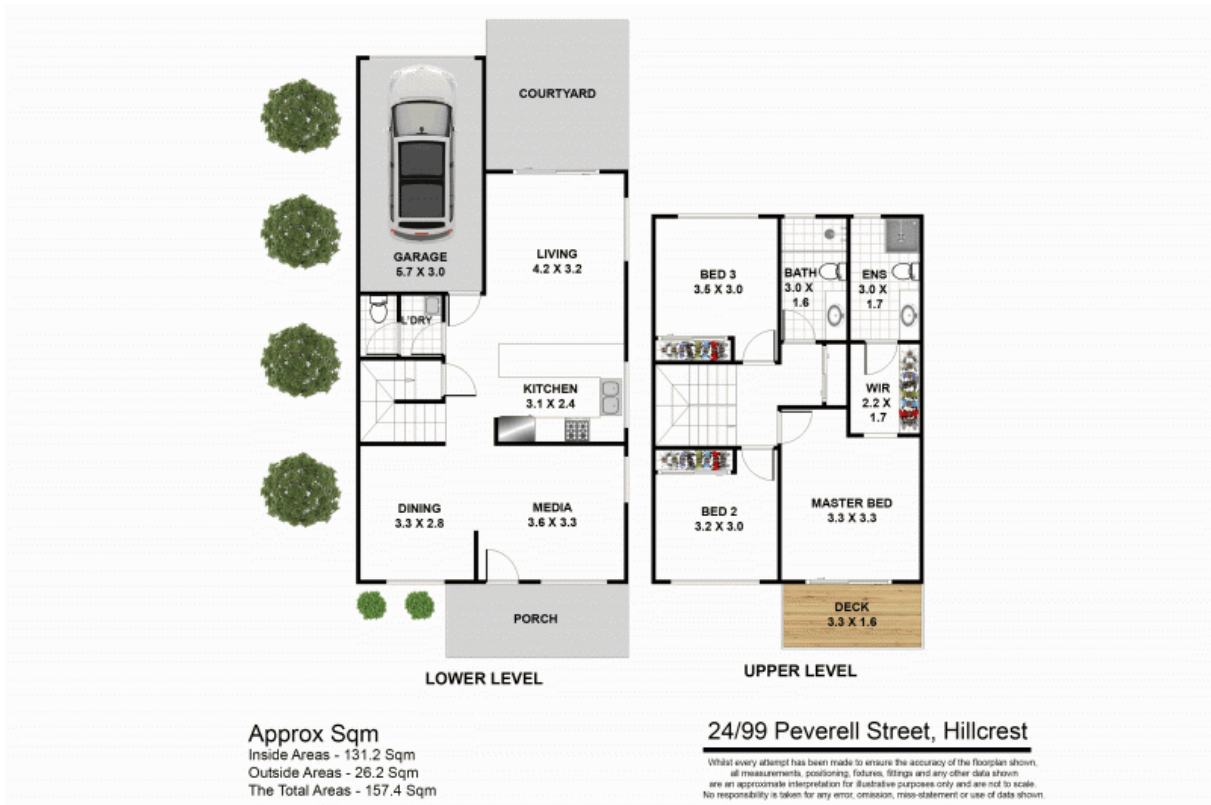 COURTYARD
GARAGE
5.7 X 3.0
LIVING
4.2 X 3.2
L'DRY
KITCHEN
3.1 X 2.4
DINING
3.3 X 2.8
MEDIA
3.6 X 3.3
PORCH
LOWER LEVEL
BED 3
3.5 X 3.0
BATH
3.0 X
1.6
ENS
3.0 X
1.7
WIR
2.2 X
1.7
BED 2
3.2 X 3.0
MASTER BED
3.3 X 3.3
DECK
3.3 X 1.6
UPPER LEVEL
Approx Sqm
Inside Areas - 131.2 Sqm
Outside Areas - 26.2 Sqm
The Total Areas - 157.4 Sqm
24/99 Peverell Street, Hillcrest
Whilst every attempt has been made to ensure the accuracy of the floorplan shown,
all measurements, positioning, fixtures, fittings and any other data shown
are an approximate interpretation for illustrative purposes only and are not to scale.
No responsibility is taken for any error, omission, miss-statement or use of data shown.